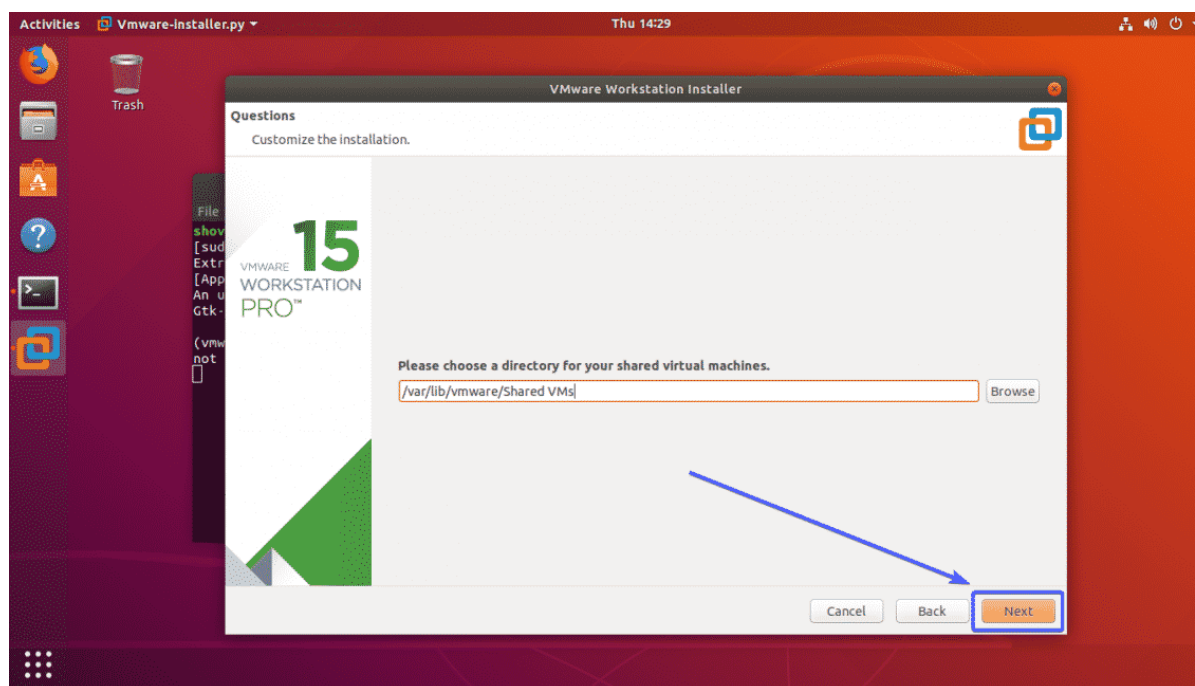 Activities Vmware-installer.py Thu 14:29
Trash
VMware Workstation Installer
Questions
Customize the installation.
File
shov
[sud
Extr
[App
An u
Gtk-
(vmw
not
VMWARE 15
WORKSTATION
PRO™
Please choose a directory for your shared virtual machines.
/var/lib/vmware/Shared VMs
Browse
Cancel Back Next